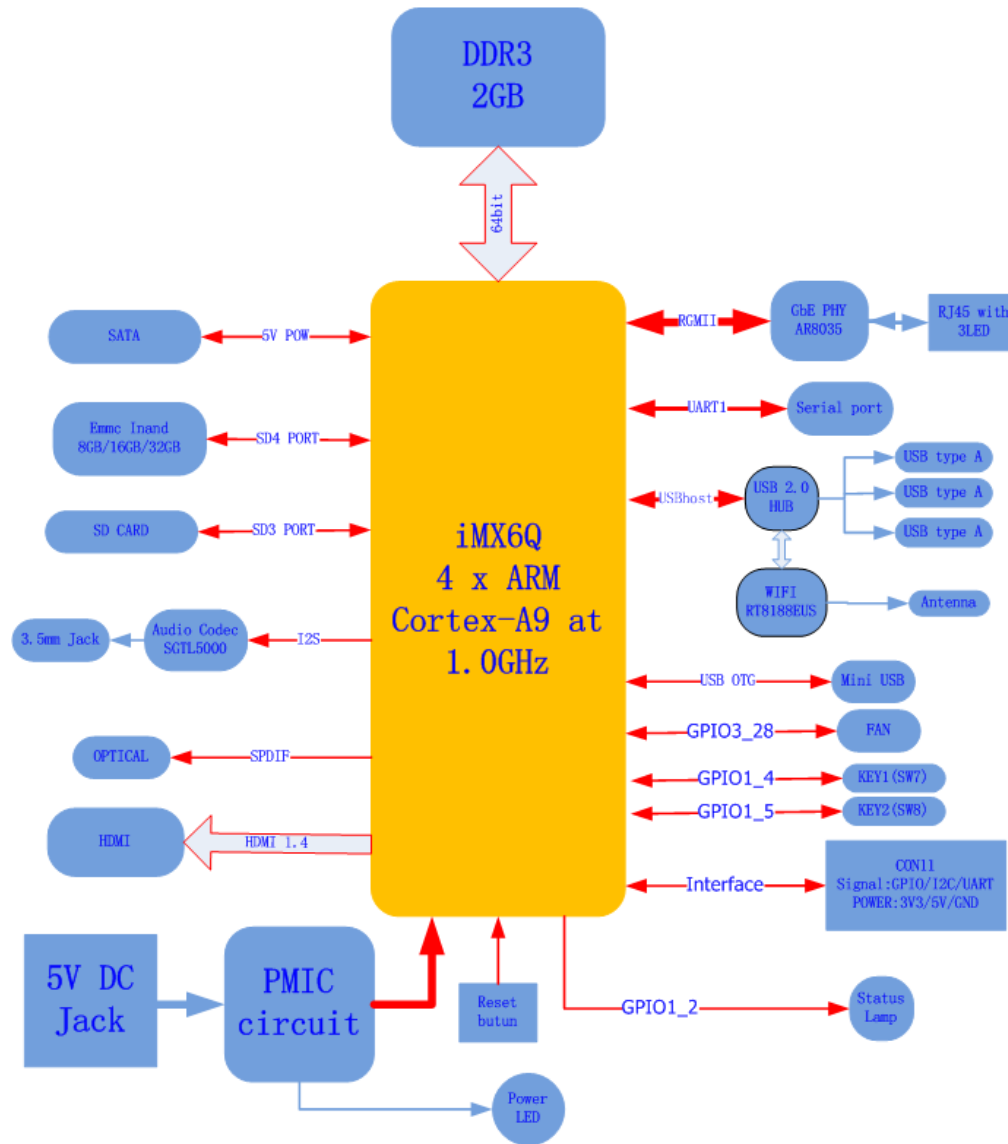 DDR3
2GB
64bit
SATA
5V POW
RGMII
GbE PHY
AR8035
RJ45 with
3LED
Emmc Inand
8GB/16GB/32GB
SD4 PORT
UART1
Serial port
USB type A
SD CARD
SD3 PORT
iMX6Q
4 x ARM
Cortex-A9 at
1.0GHz
USBhost
USB 2.0
HUB
USB type A
USB type A
WIFI
RT8188EUS
Antenna
3.5mm Jack
Audio Codec
SGTL5000
I2S
USB OTG
Mini USB
GPIO3_28
FAN
OPTICAL
SPDIF
GPIO1_4
KEY1(SW7)
GPIO1_5
KEY2(SW8)
HDMI
HDMI 1.4
Interface
CON11
Signal:GPIO/I2C/UART
POWER:3V3/5V/GND
5V DC
Jack
PMIC
circuit
Reset
butun
GPIO1_2
Status
Lamp
Power
LED